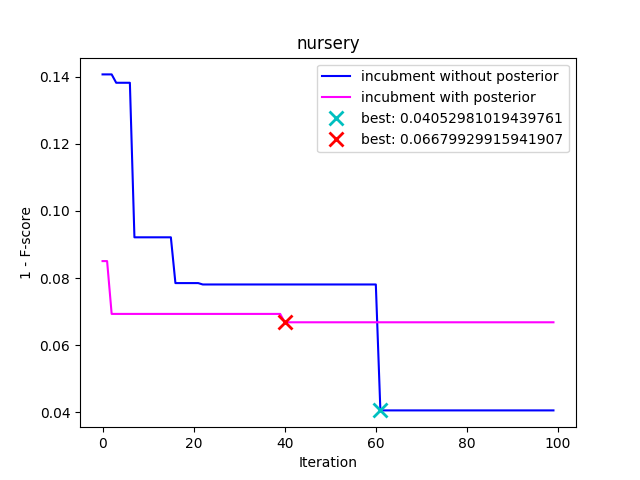 nursery
incubment without posterior
incubment with posterior
best: 0.04052981019439761
best: 0.06679929915941907
0.14
0.12
0.10
0.08
0.06
0.04
1 - F-score
0 20 40 60 80 100
Iteration